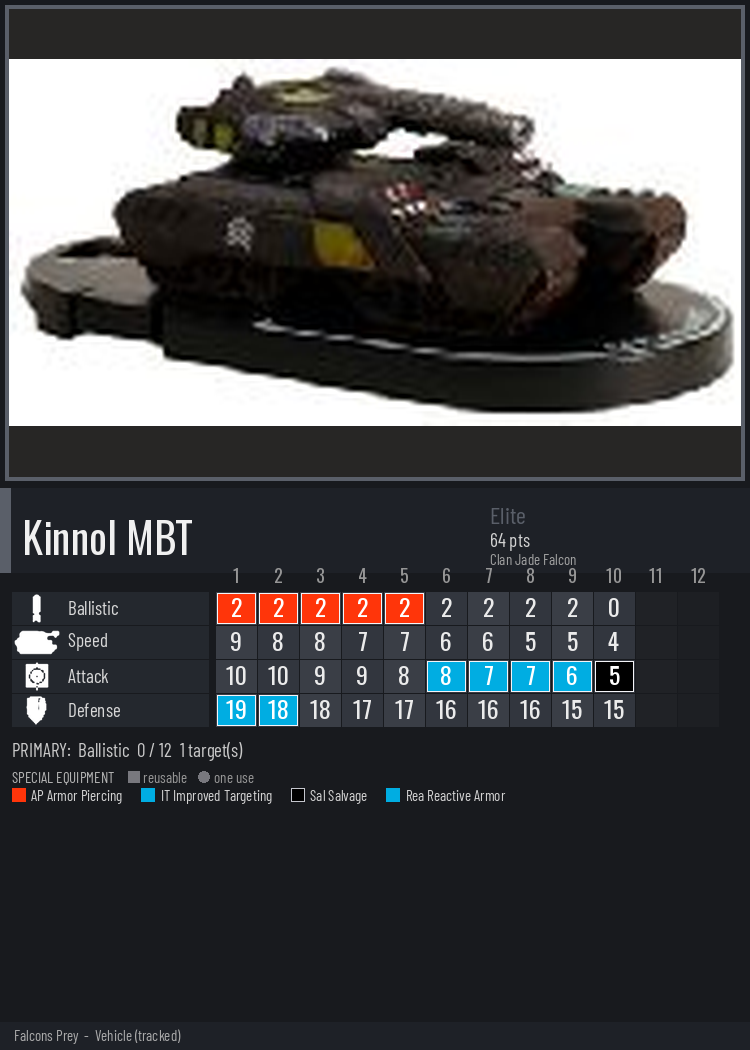 Kinnol MBT
Elite
64 pts
Clan Jade Falcon
1 2 3 4 5 6 7 8 9 10 11 12
Ballistic 2 2 2 2 2 2 2 2 2 0
Speed 9 8 8 7 7 6 6 5 5 4
Attack 10 10 9 9 8 8 7 7 6 5
Defense 19 18 18 17 17 16 16 16 15 15
PRIMARY: Ballistic 0 / 12 1 target(s)
SPECIAL EQUIPMENT reusable one use
AP Armor Piercing IT Improved Targeting Sal Salvage Rea Reactive Armor
Falcons Prey - Vehicle (tracked)